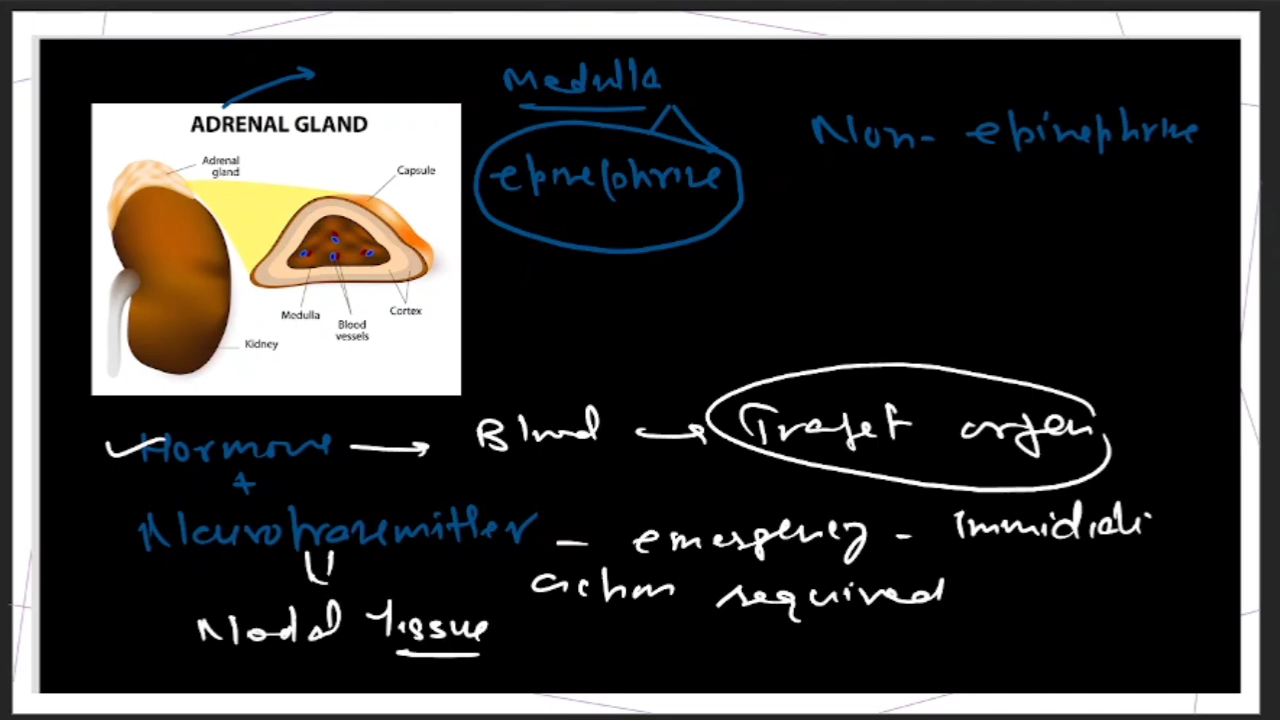 Medulla
ADRENAL GLAND
Non- epinephrine
Adrenal
gland
Capsule
epinephrine
Medulla
Blood
vessels
Cortex
Kidney
Hormone → Blood → Traget organ
+
Neurotransmitter - emergency - immidiate
action required
Nodal tissue